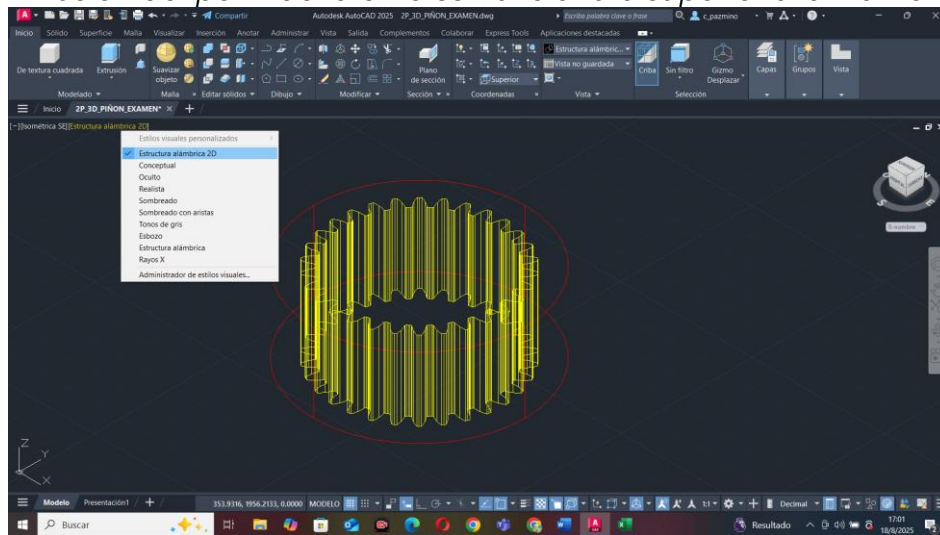 Compartir
Autodesk AutoCAD 2025 2P_3D_PIÑON_EXAMEN.dwg
Escriba palabra clave o frase
c_pazmino
Inicio Sólido Superficie Malla Visualizar Inserción Anotar Administrar Vista Salida Complementos Colaborar Express Tools Aplicaciones destacadas
Estructura alámbric...
Vista no guardada
Superior
De textura cuadrada Extrusión Suavizar objeto Plano de sección Criba Sin filtro Gizmo Desplazar Capas Grupos Vista
Modelado Malla Editar sólidos Dibujo Modificar Sección Coordenadas Vista Selección
Inicio 2P_3D_PIÑON_EXAMEN*
[−][Isométrica SE][Estructura alámbrica 2D]
Estilos visuales personalizados
Estructura alámbrica 2D
Conceptual
Oculto
Realista
Sombreado
Sombreado con aristas
Tonos de gris
Esbozo
Estructura alámbrica
Rayos X
Administrador de estilos visuales...
S E
Z
Y
X
Modelo Presentación1 + 353.9316, 1956.2133, 0.0000 MODELO 1:1 Decimal
Buscar
Resultado
17:01
18/8/2025